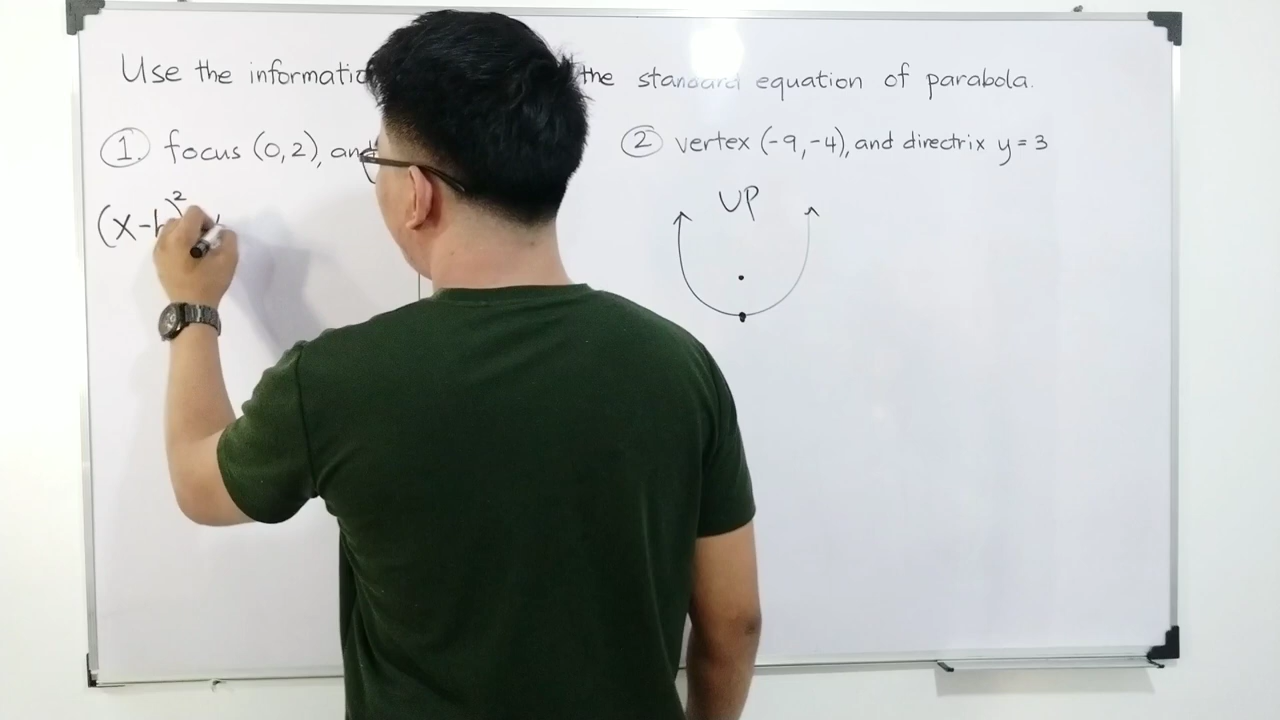 Use the the standard equation of parabola.
1. focus (0,2), and
2 vertex (-9,-4), and directrix y = 3
(x-h)²
UP